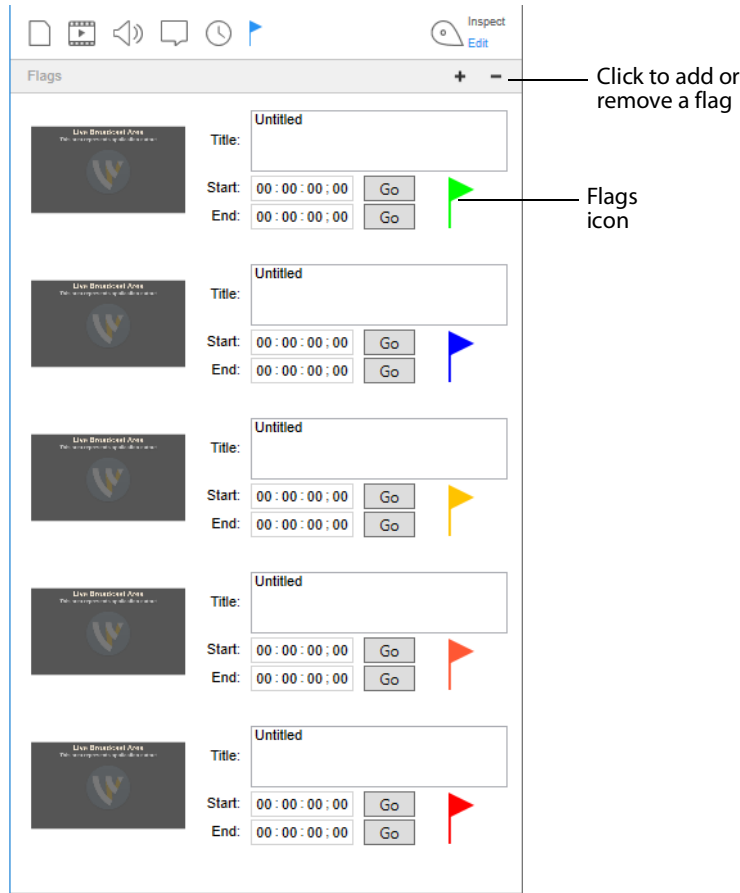 Inspect
Edit
Flags
+ -
Click to add or
remove a flag
Live Broadcast Area
Untitled
Title:
Start: 00:00:00;00 Go
End: 00:00:00;00 Go
Flags
icon
Live Broadcast Area
Untitled
Title:
Start: 00:00:00;00 Go
End: 00:00:00;00 Go
Live Broadcast Area
Untitled
Title:
Start: 00:00:00;00 Go
End: 00:00:00;00 Go
Live Broadcast Area
Untitled
Title:
Start: 00:00:00;00 Go
End: 00:00:00;00 Go
Live Broadcast Area
Untitled
Title:
Start: 00:00:00;00 Go
End: 00:00:00;00 Go